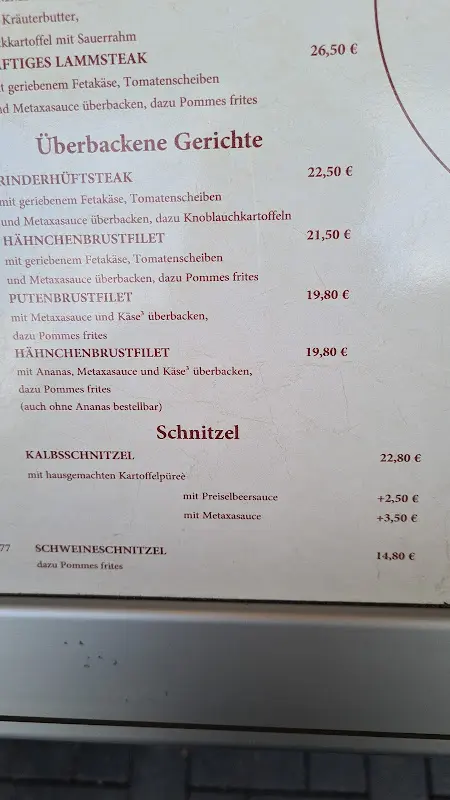 Kräuterbutter,
kkartoffel mit Sauerrahm
FTIGES LAMMSTEAK 26,50 €
t geriebenem Fetakäse, Tomatenscheiben
nd Metaxasauce überbacken, dazu Pommes frites
Überbackene Gerichte
RINDERHÜFTSTEAK 22,50 €
mit geriebenem Fetakäse, Tomatenscheiben
und Metaxasauce überbacken, dazu Knoblauchkartoffeln
HÄHNCHENBRUSTFILET 21,50 €
mit geriebenem Fetakäse, Tomatenscheiben
und Metaxasauce überbacken, dazu Pommes frites
PUTENBRUSTFILET 19,80 €
mit Metaxasauce und Käse³ überbacken,
dazu Pommes frites
HÄHNCHENBRUSTFILET 19,80 €
mit Ananas, Metaxasauce und Käse³ überbacken,
dazu Pommes frites
(auch ohne Ananas bestellbar)
Schnitzel
KALBSSCHNITZEL 22,80 €
mit hausgemachten Kartoffelpüreè
mit Preiselbeersauce +2,50 €
mit Metaxasauce +3,50 €
77 SCHWEINESCHNITZEL 14,80 €
dazu Pommes frites